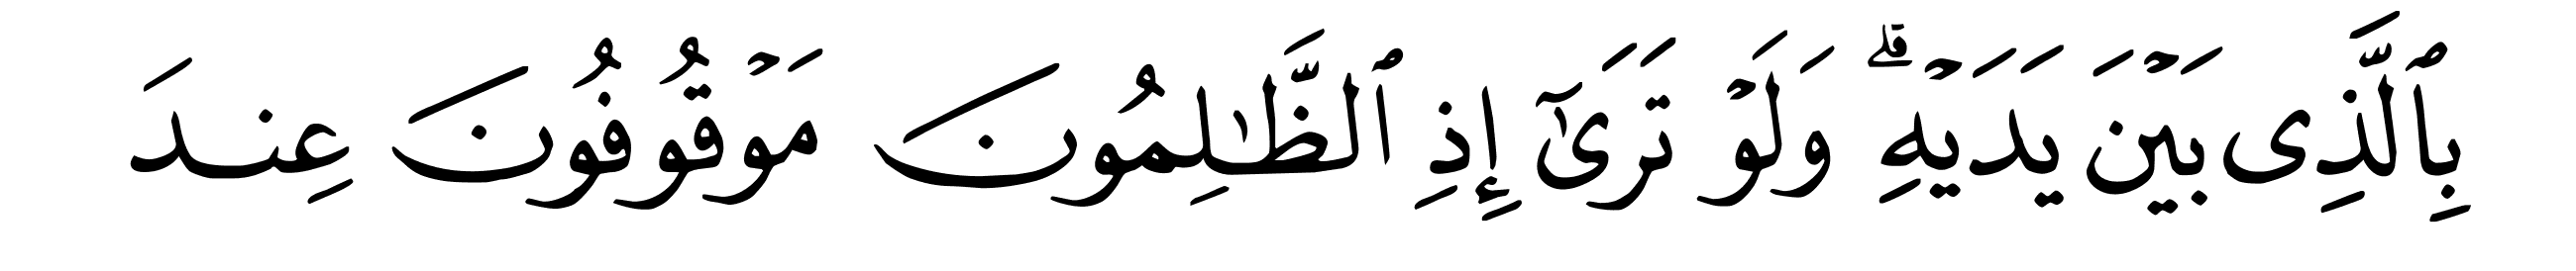 بِٱلَّذِى بَيْنَ يَدَيْهِ ۗ وَلَوْ تَرَىٰٓ إِذِ ٱلظَّـٰلِمُونَ مَوْقُوفُونَ عِندَ